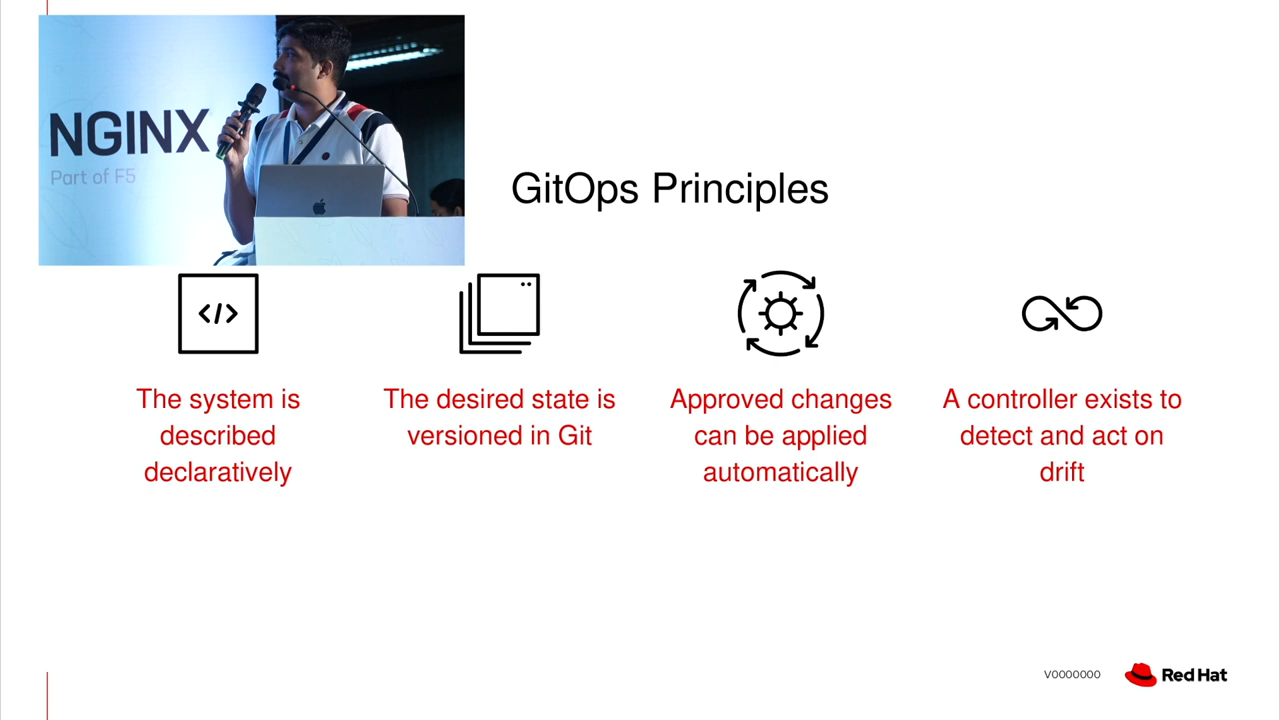 NGINX
Part of F5
GitOps Principles
</>
The system is
described
declaratively
The desired state is
versioned in Git
Approved changes
can be applied
automatically
A controller exists to
detect and act on
drift
V0000000
Red Hat